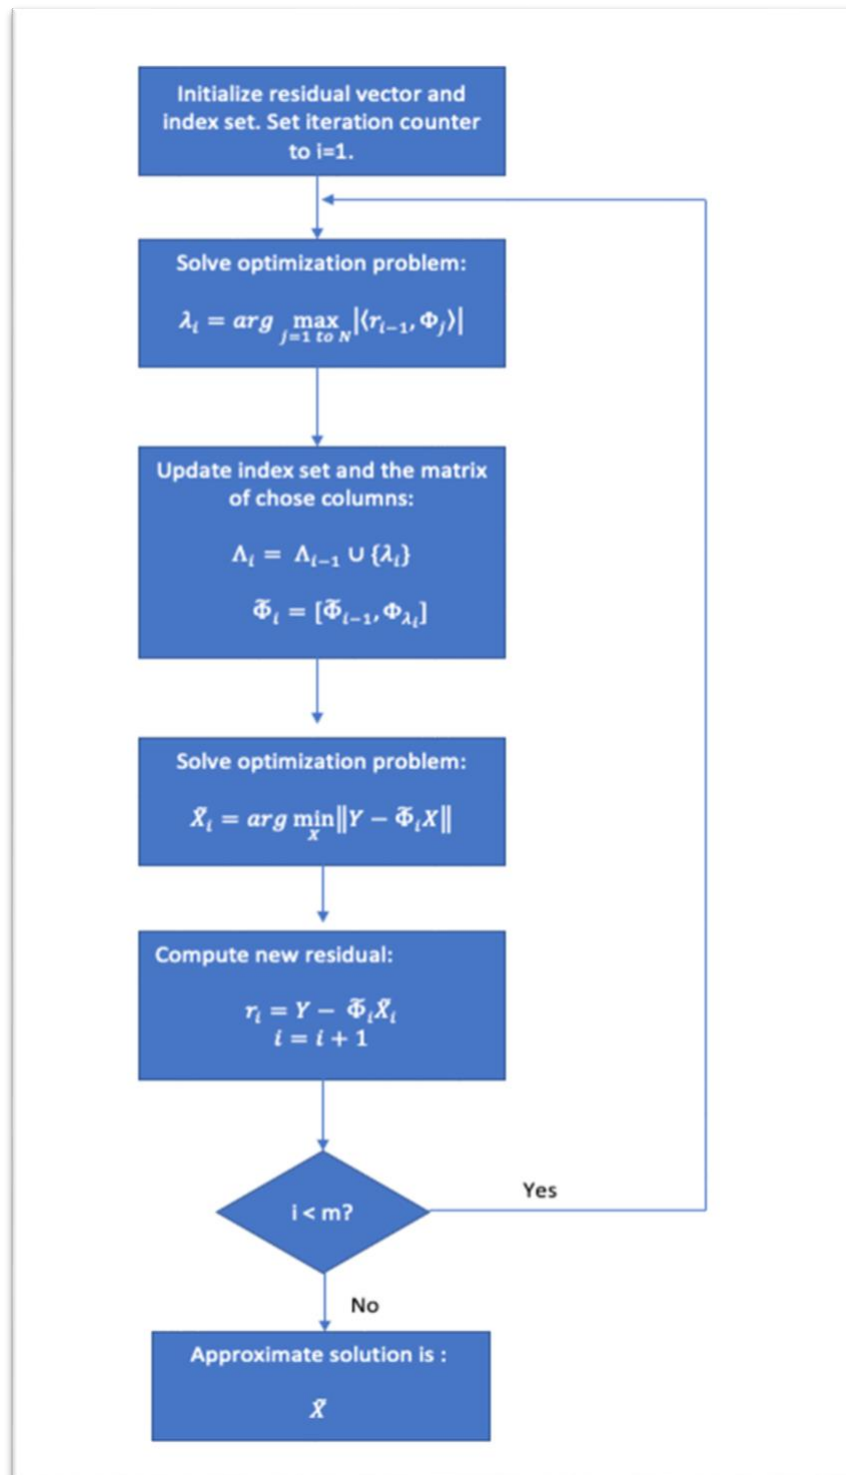 Initialize residual vector and
index set. Set iteration counter
to i=1.
Solve optimization problem:
λᵢ = arg max |⟨rᵢ₋₁, Φⱼ⟩|
j=1 to N
Update index set and the matrix
of chose columns:
Λᵢ = Λᵢ₋₁ ∪ {λᵢ}
Φ̃ᵢ = [Φ̃ᵢ₋₁, Φ_λᵢ]
Solve optimization problem:
X̃ᵢ = arg min ‖Y − Φ̃ᵢX‖
X
Compute new residual:
rᵢ = Y − Φ̃ᵢX̃ᵢ
i = i + 1
i < m?
Yes
No
Approximate solution is :
X̃